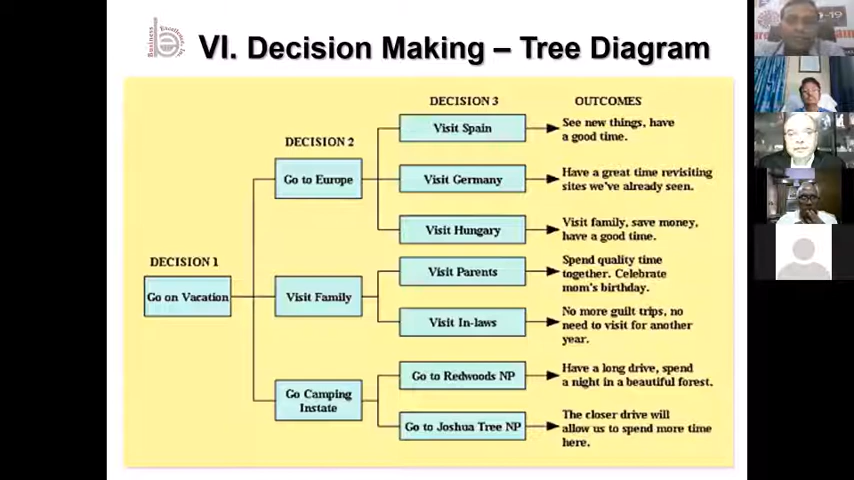 Business
Excellence, Inc.
VI. Decision Making – Tree Diagram
DECISION 3
OUTCOMES
DECISION 2
DECISION 1
Go on Vacation
Go to Europe
Visit Spain
See new things, have
a good time.
Visit Germany
Have a great time revisiting
sites we've already seen.
Visit Hungary
Visit family, save money,
have a good time.
Visit Family
Visit Parents
Spend quality time
together. Celebrate
mom's birthday.
Visit In-laws
No more guilt trips, no
need to visit for another
year.
Go Camping
Instate
Go to Redwoods NP
Have a long drive, spend
a night in a beautiful forest.
Go to Joshua Tree NP
The closer drive will
allow us to spend more time
here.